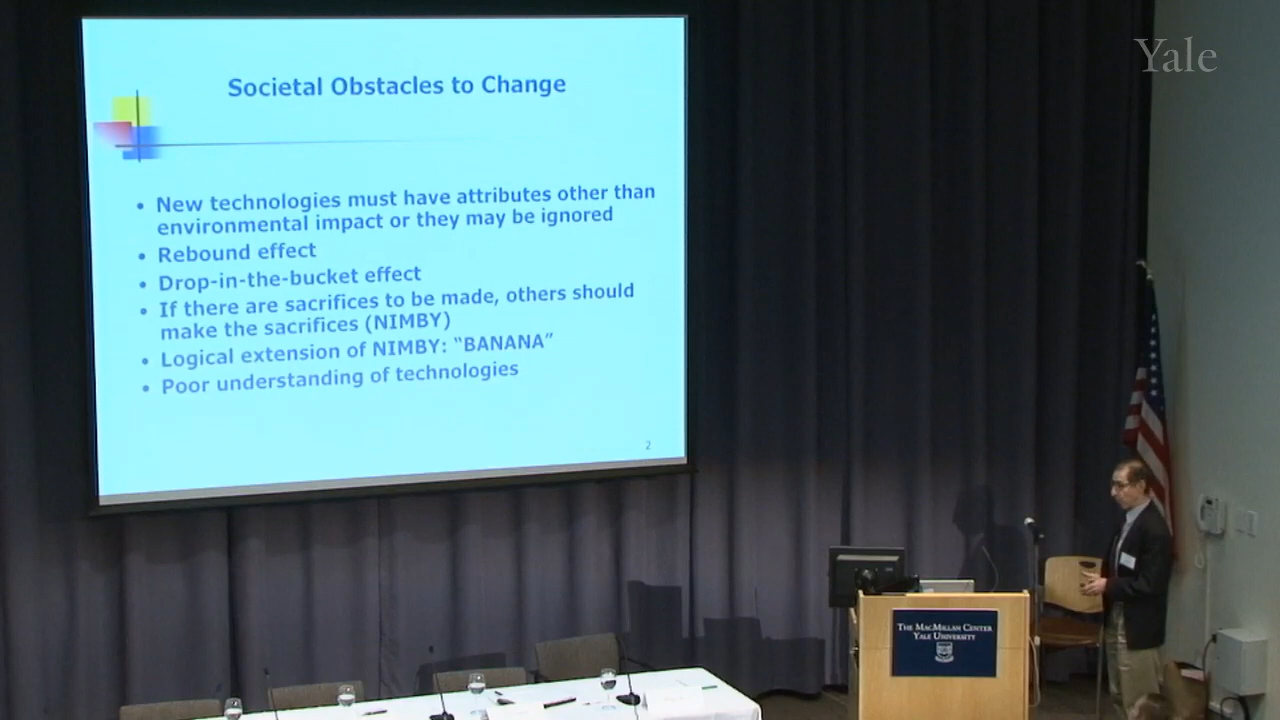 Yale
Societal Obstacles to Change
• New technologies must have attributes other than
environmental impact or they may be ignored
• Rebound effect
• Drop-in-the-bucket effect
• If there are sacrifices to be made, others should
make the sacrifices (NIMBY)
• Logical extension of NIMBY: “BANANA”
• Poor understanding of technologies
2
THE MACMILLAN CENTER
YALE UNIVERSITY